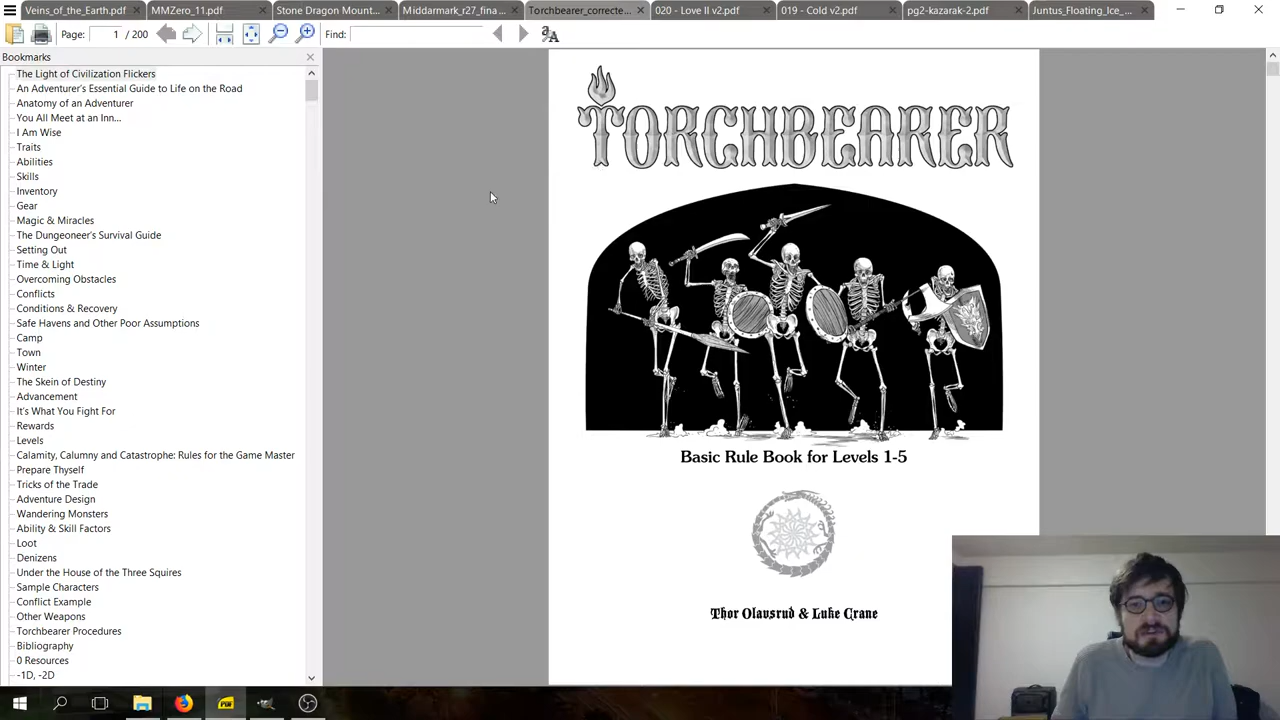 Veins_of_the_Earth.pdf
MMZero_11.pdf
Stone Dragon Mount...
Middarmark_r27_fina...
Torchbearer_correcte...
020 - Love II v2.pdf
019 - Cold v2.pdf
pg2-kazarak-2.pdf
Juntus_Floating_Ice_...
Page: 1 / 200
Find:
Bookmarks
The Light of Civilization Flickers
An Adventurer's Essential Guide to Life on the Road
Anatomy of an Adventurer
You All Meet at an Inn...
I Am Wise
Traits
Abilities
Skills
Inventory
Gear
Magic & Miracles
The Dungeoneer's Survival Guide
Setting Out
Time & Light
Overcoming Obstacles
Conflicts
Conditions & Recovery
Safe Havens and Other Poor Assumptions
Camp
Town
Winter
The Skein of Destiny
Advancement
It's What You Fight For
Rewards
Levels
Calamity, Calumny and Catastrophe: Rules for the Game Master
Prepare Thyself
Tricks of the Trade
Adventure Design
Wandering Monsters
Ability & Skill Factors
Loot
Denizens
Under the House of the Three Squires
Sample Characters
Conflict Example
Other Weapons
Torchbearer Procedures
Bibliography
0 Resources
-1D, -2D
TORCHBEARER
Basic Rule Book for Levels 1-5
Thor Olavsrud & Luke Crane